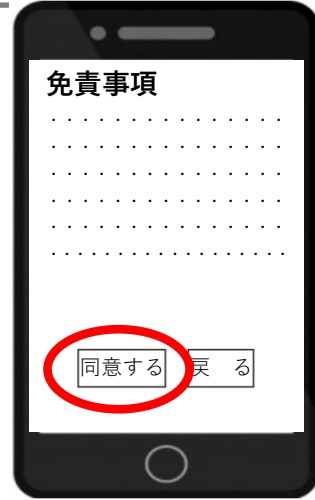 免責事項
. . . . . . . . . . . . . . .
. . . . . . . . . . . . . . .
. . . . . . . . . . . . . . .
. . . . . . . . . . . . . . .
. . . . . . . . . . . . . . .
. . . . . . . . . . . . . . . . . .
同意する 戻　る